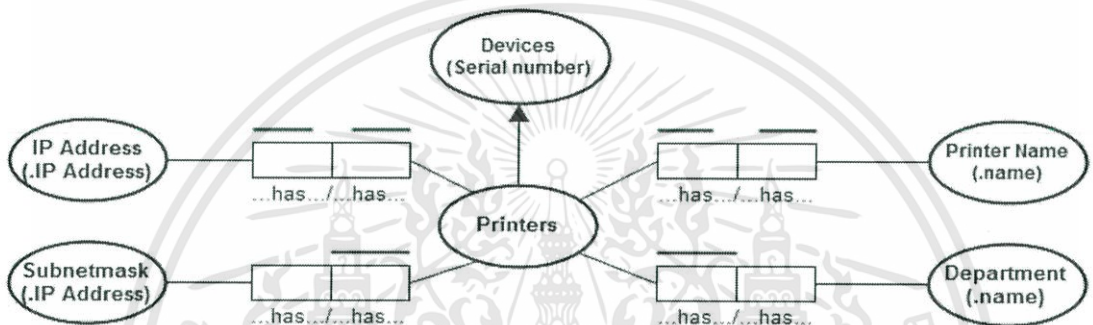 Devices
(Serial number)
IP Address
(.IP Address)
...has.../...has...
...has.../...has...
Printer Name
(.name)
Printers
Subnetmask
(.IP Address)
...has.../...has...
...has.../...has...
Department
(.name)